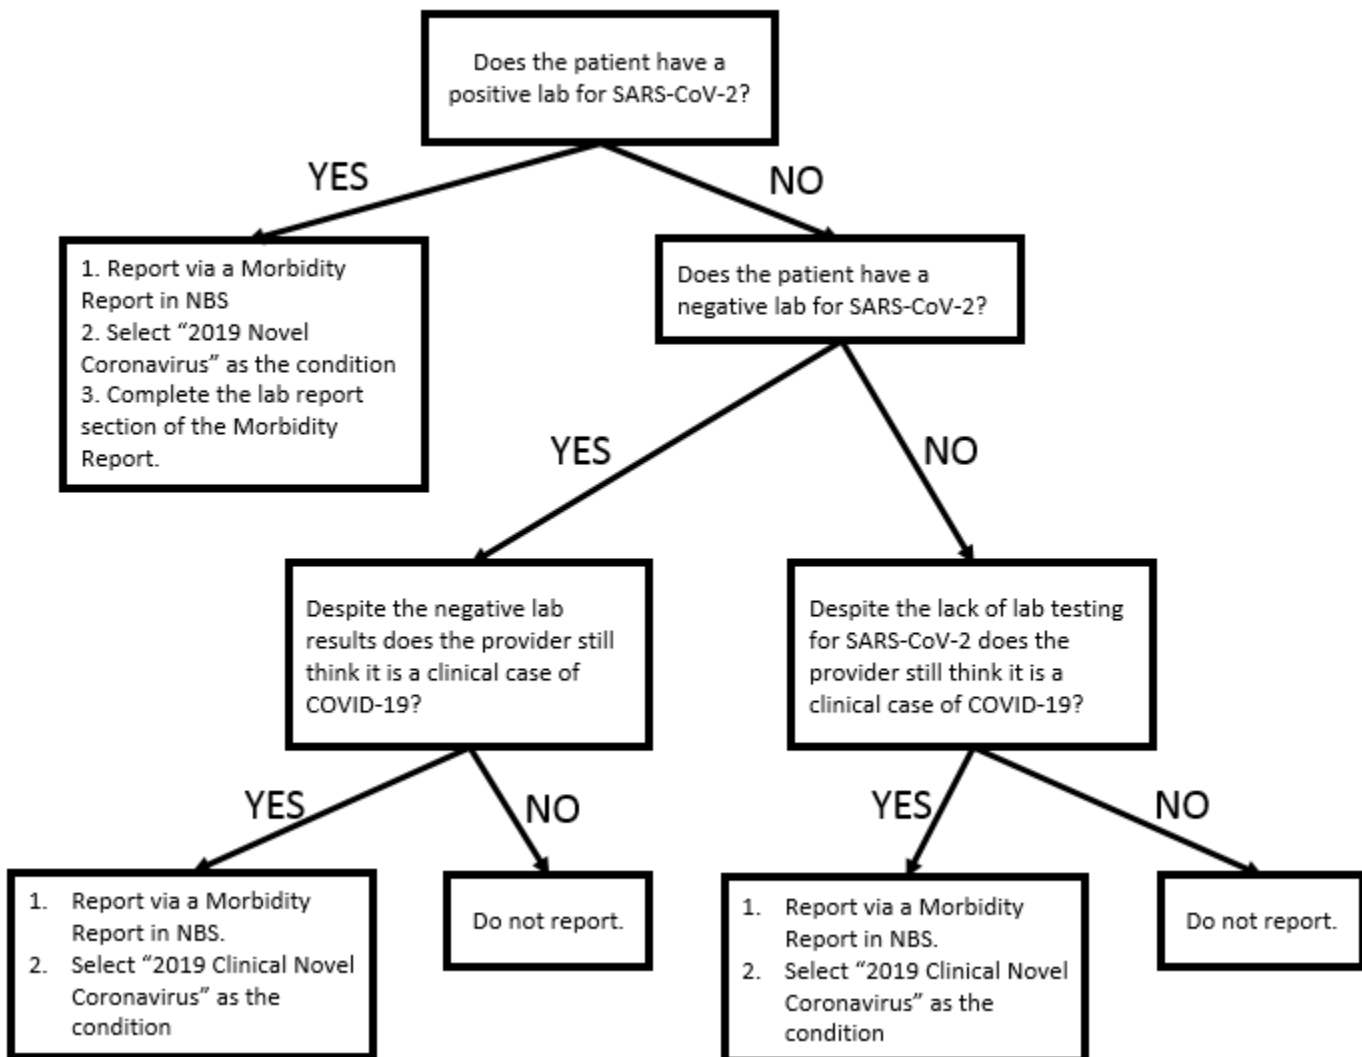 Does the patient have a
positive lab for SARS-CoV-2?
YES
NO
1. Report via a Morbidity
Report in NBS
2. Select “2019 Novel
Coronavirus” as the condition
3. Complete the lab report
section of the Morbidity
Report.
Does the patient have a
negative lab for SARS-CoV-2?
YES
NO
Despite the negative lab
results does the provider still
think it is a clinical case of
COVID-19?
Despite the lack of lab testing
for SARS-CoV-2 does the
provider still think it is a
clinical case of COVID-19?
YES
NO
YES
NO
1. Report via a Morbidity
Report in NBS.
2. Select “2019 Clinical Novel
Coronavirus” as the
condition
Do not report.
1. Report via a Morbidity
Report in NBS.
2. Select “2019 Clinical Novel
Coronavirus” as the
condition
Do not report.